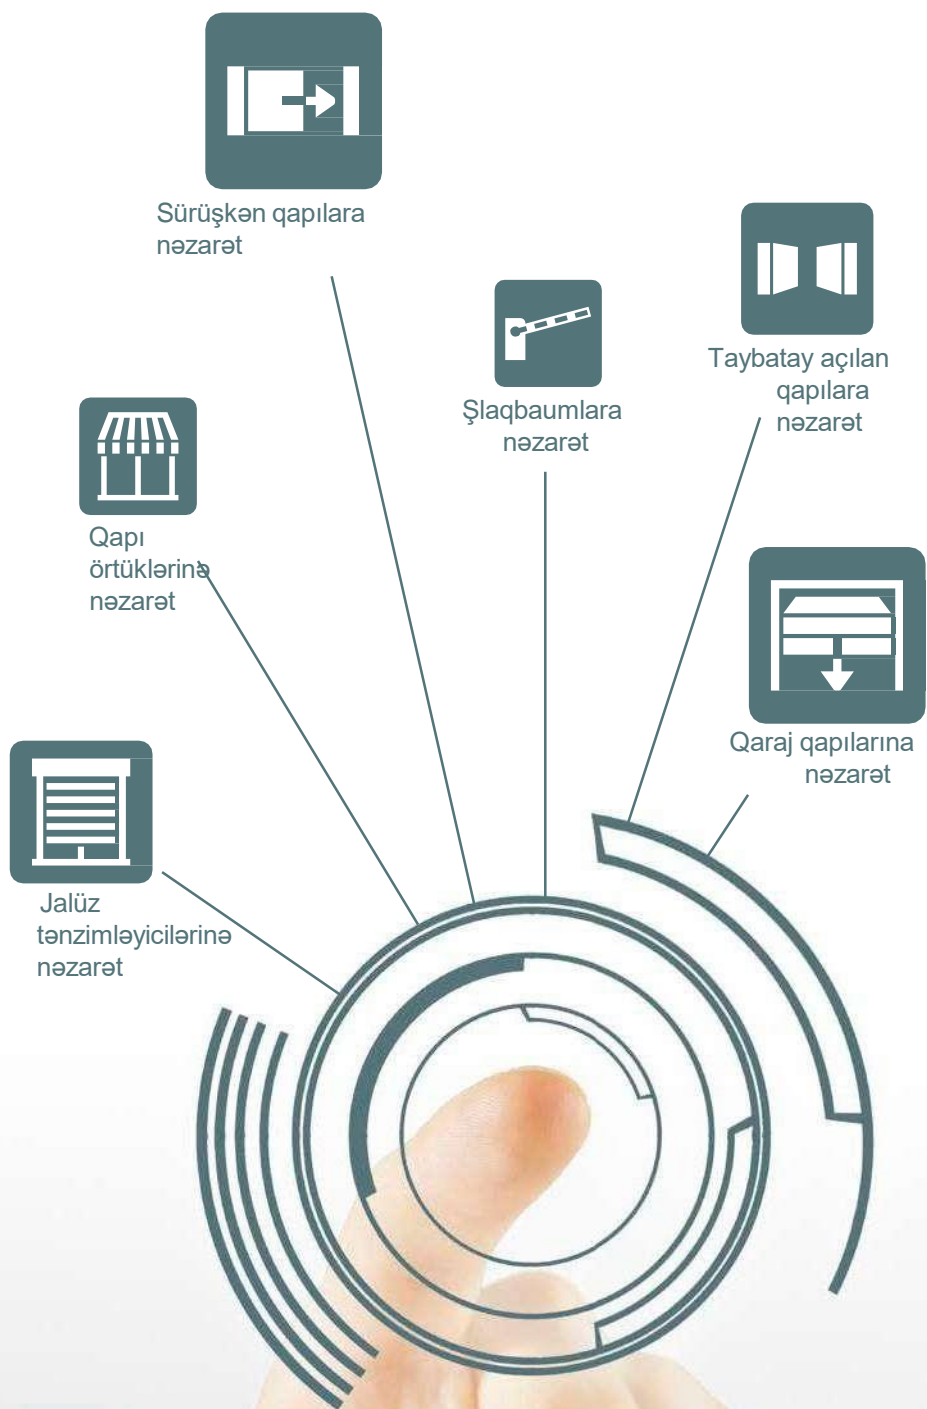 Sürüşkən qapılara
nəzarət
Taybatay açılan
qapılara
nəzarət
Şlaqbaumlara
nəzarət
Qapı
örtüklərinə
nəzarət
Qaraj qapılarına
nəzarət
Jalüz
tənzimləyicilərinə
nəzarət